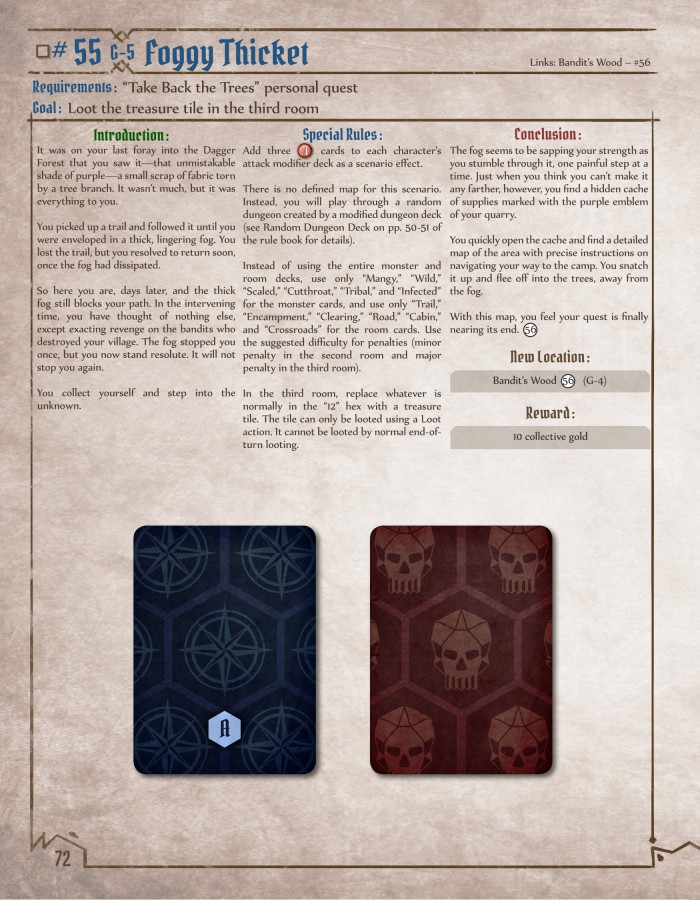 # 55 G-5 Foggy Thicket
Links: Bandit's Wood – #56
Requirements: “Take Back the Trees” personal quest
Goal: Loot the treasure tile in the third room
Introduction:
It was on your last foray into the Dagger
Forest that you saw it—that unmistakable
shade of purple—a small scrap of fabric torn
by a tree branch. It wasn't much, but it was
everything to you.
You picked up a trail and followed it until you
were enveloped in a thick, lingering fog. You
lost the trail, but you resolved to return soon,
once the fog had dissipated.
So here you are, days later, and the thick
fog still blocks your path. In the intervening
time, you have thought of nothing else,
except exacting revenge on the bandits who
destroyed your village. The fog stopped you
once, but you now stand resolute. It will not
stop you again.
You collect yourself and step into the
unknown.
Special Rules:
Add three -1 cards to each character's
attack modifier deck as a scenario effect.
There is no defined map for this scenario.
Instead, you will play through a random
dungeon created by a modified dungeon deck
(see Random Dungeon Deck on pp. 50-51 of
the rule book for details).
Instead of using the entire monster and
room decks, use only “Mangy,” “Wild,”
“Scaled,” “Cutthroat,” “Tribal,” and “Infected”
for the monster cards, and use only “Trail,”
“Encampment,” “Clearing,” “Road,” “Cabin,”
and “Crossroads” for the room cards. Use
the suggested difficulty for penalties (minor
penalty in the second room and major
penalty in the third room).
In the third room, replace whatever is
normally in the “12” hex with a treasure
tile. The tile can only be looted using a Loot
action. It cannot be looted by normal end-of-
turn looting.
Conclusion:
The fog seems to be sapping your strength as
you stumble through it, one painful step at a
time. Just when you think you can't make it
any farther, however, you find a hidden cache
of supplies marked with the purple emblem
of your quarry.
You quickly open the cache and find a detailed
map of the area with precise instructions on
navigating your way to the camp. You snatch
it up and flee off into the trees, away from
the fog.
With this map, you feel your quest is finally
nearing its end. 56
New Location:
Bandit's Wood 56 (G-4)
Reward:
10 collective gold
A
72